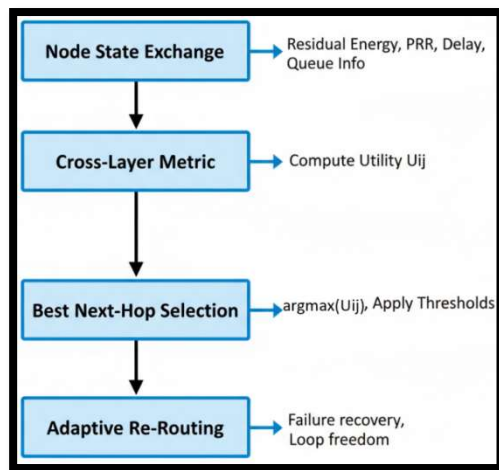 Node State Exchange
Residual Energy, PRR, Delay,
Queue Info
Cross-Layer Metric
Compute Utility Uij
Best Next-Hop Selection
argmax(Uij), Apply Thresholds
Adaptive Re-Routing
Failure recovery,
Loop freedom